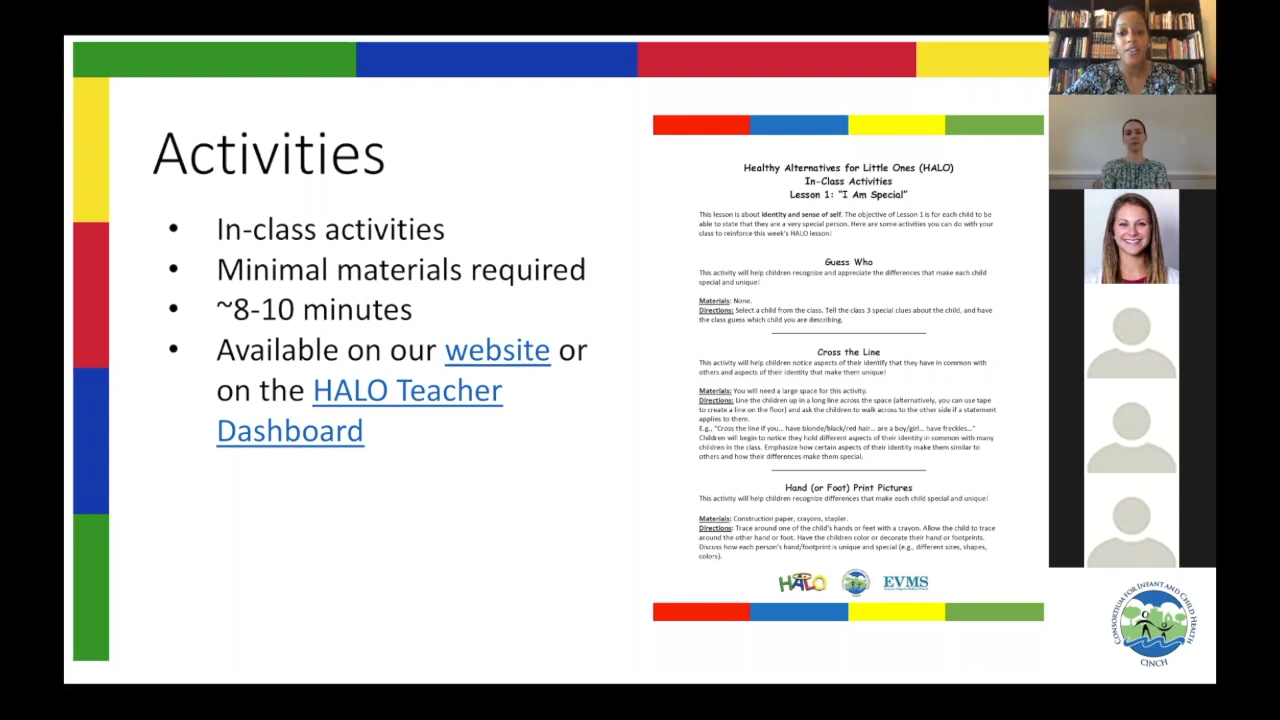 Activities
• In-class activities
• Minimal materials required
• ~8-10 minutes
• Available on our website or
on the HALO Teacher
Dashboard
Healthy Alternatives for Little Ones (HALO)
In-Class Activities
Lesson 1: "I Am Special"
This lesson is about identity and sense of self. The objective of Lesson 1 is for each child to be
able to state that they are a very special person. Here are some activities you can do with your
class to reinforce this week's HALO lesson!
Guess Who
This activity will help children recognize and appreciate the differences that make each child
special and unique!
Materials: None.
Directions: Select a child from the class. Tell the class 3 special clues about the child, and have
the class guess which child you are describing.
Cross the Line
This activity will help children notice aspects of their identify that they have in common with
others and aspects of their identity that make them unique!
Materials: You will need a large space for this activity.
Directions: Line the children up in a long line across the space (alternatively, you can use tape
to create a line on the floor) and ask the children to walk across to the other side if a statement
applies to them.
E.g., "Cross the line if you... have blonde/black/red hair... are a boy/girl... have freckles..."
Children will begin to notice they hold different aspects of their identity in common with many
children in the class. Emphasize how certain aspects of their identity make them similar to
others and how their differences make them special.
Hand (or Foot) Print Pictures
This activity will help children recognize differences that make each child special and unique!
Materials: Construction paper, crayons, stapler.
Directions: Trace around one of the child's hands or feet with a crayon. Allow the child to trace
around the other hand or foot. Have the children color or decorate their hand or footprints.
Discuss how each person's hand/footprint is unique and special (e.g., different sizes, shapes,
colors).
HALO
EVMS
CONSORTIUM FOR INFANT AND CHILD HEALTH
CINCH